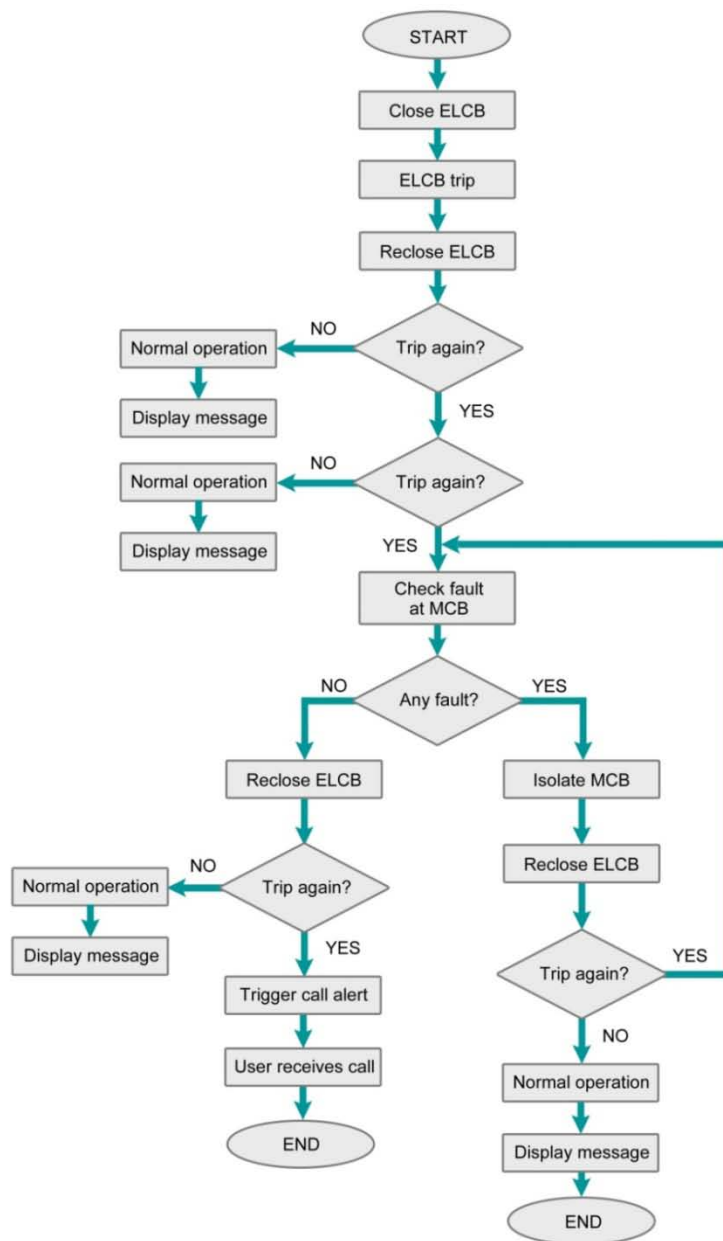 START
Close ELCB
ELCB trip
Reclose ELCB
Trip again?
NO
Normal operation
Display message
YES
Trip again?
NO
Normal operation
Display message
YES
Check fault
at MCB
Any fault?
NO
YES
Reclose ELCB
Trip again?
NO
Normal operation
Display message
YES
Trigger call alert
User receives call
END
Isolate MCB
Reclose ELCB
Trip again?
YES
NO
Normal operation
Display message
END